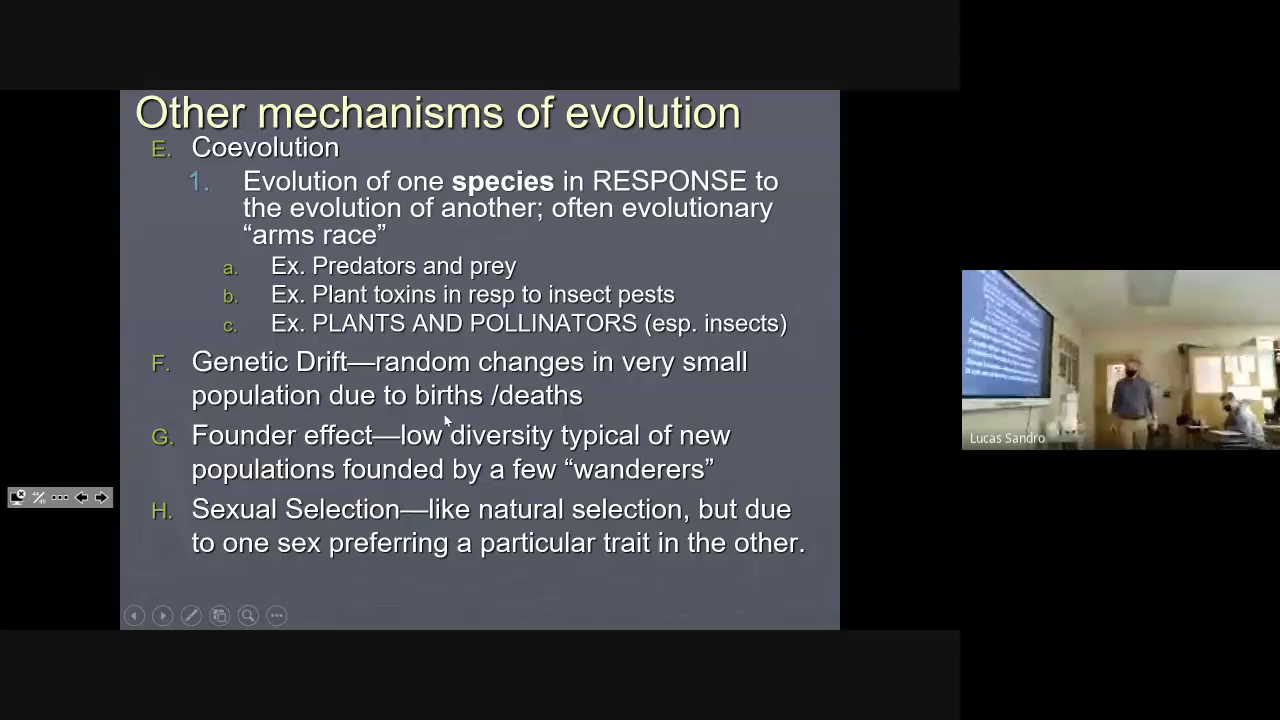 Other mechanisms of evolution
E. Coevolution
1. Evolution of one species in RESPONSE to
the evolution of another; often evolutionary
“arms race”
a. Ex. Predators and prey
b. Ex. Plant toxins in resp to insect pests
c. Ex. PLANTS AND POLLINATORS (esp. insects)
F. Genetic Drift—random changes in very small
population due to births /deaths
G. Founder effect—low diversity typical of new
populations founded by a few “wanderers”
H. Sexual Selection—like natural selection, but due
to one sex preferring a particular trait in the other.
Lucas Sandro